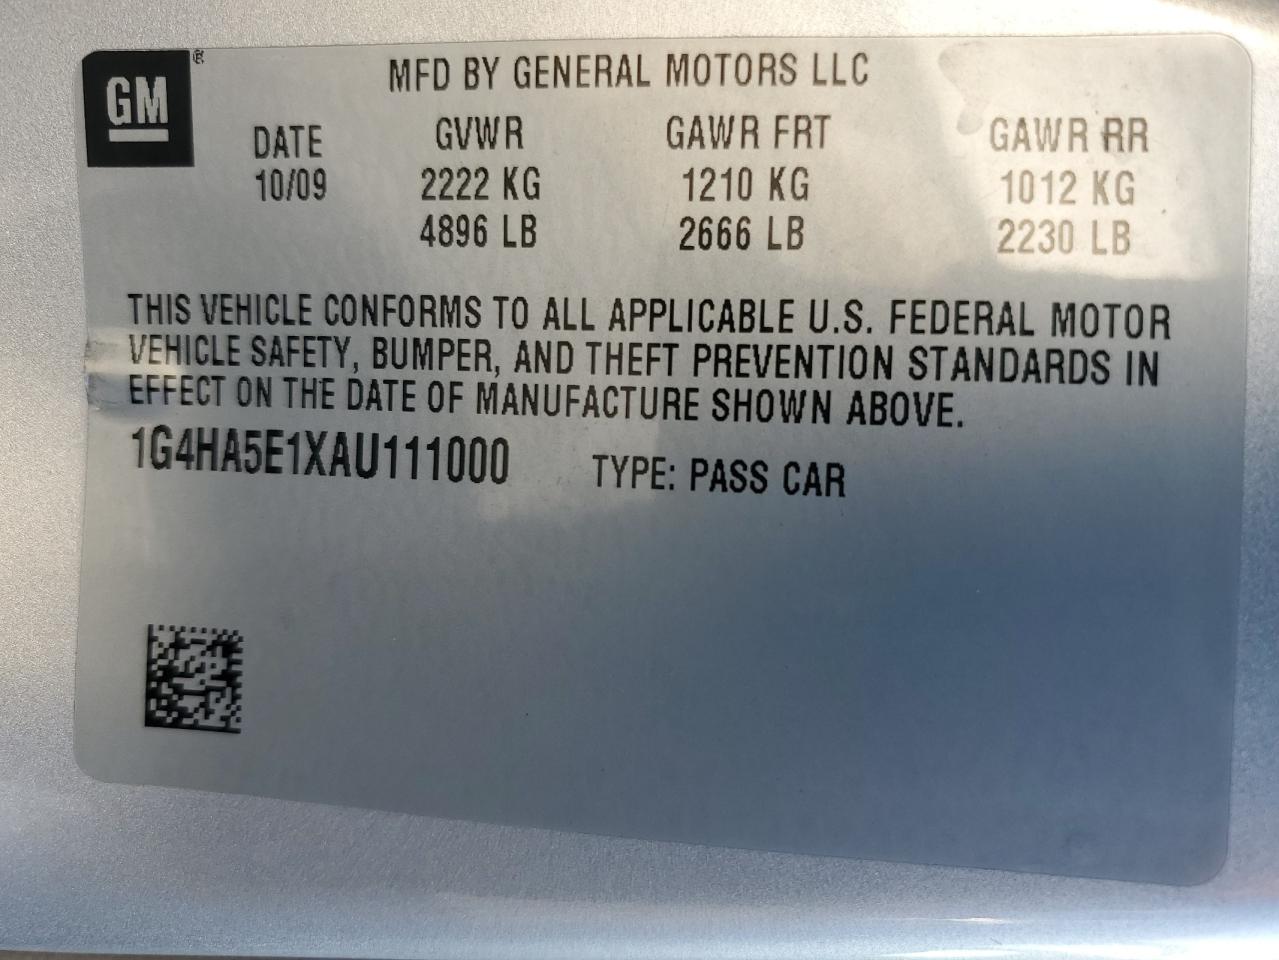 GM®
MFD BY GENERAL MOTORS LLC
DATE GVWR GAWR FRT GAWR RR
10/09 2222 KG 1210 KG 1012 KG
4896 LB 2666 LB 2230 LB
THIS VEHICLE CONFORMS TO ALL APPLICABLE U.S. FEDERAL MOTOR
VEHICLE SAFETY, BUMPER, AND THEFT PREVENTION STANDARDS IN
EFFECT ON THE DATE OF MANUFACTURE SHOWN ABOVE.
1G4HA5E1XAU111000 TYPE: PASS CAR